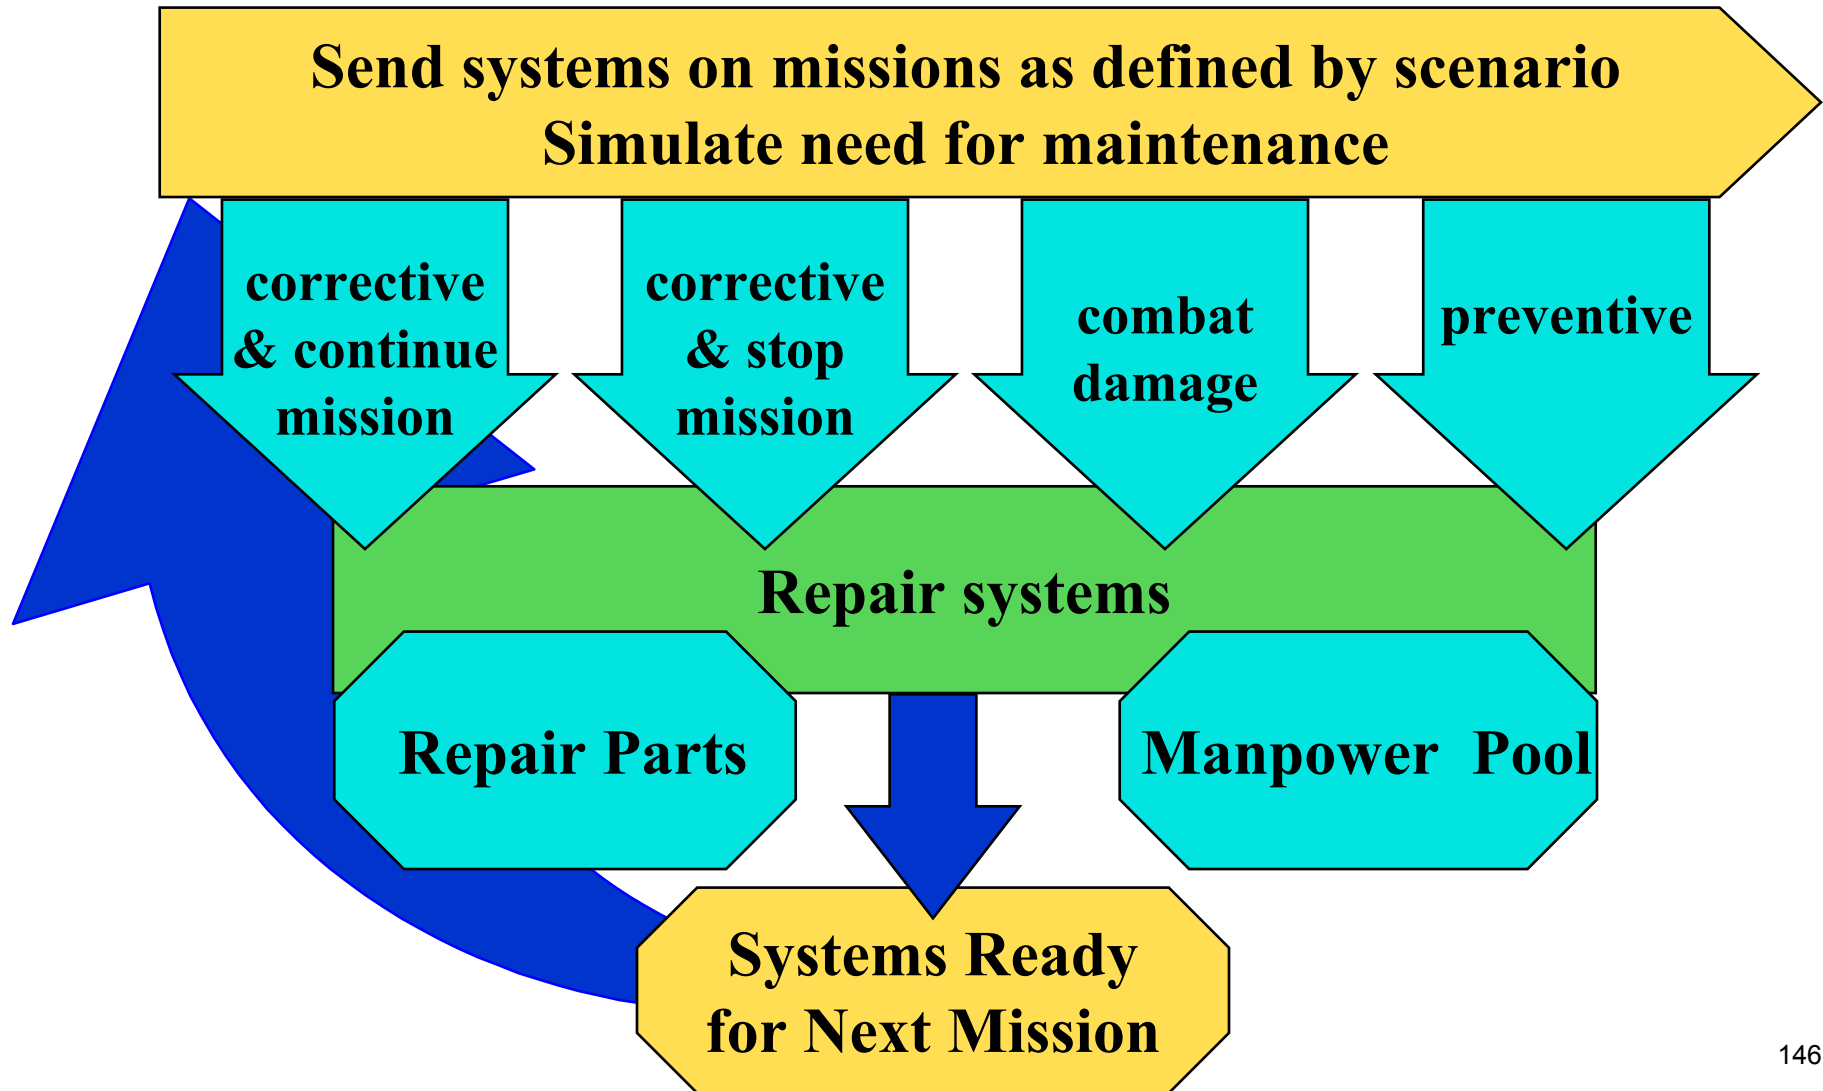 Send systems on missions as defined by scenario
Simulate need for maintenance
corrective
& continue
mission
corrective
& stop
mission
combat
damage
preventive
Repair systems
Repair Parts
Manpower  Pool
Systems Ready
for Next Mission
146